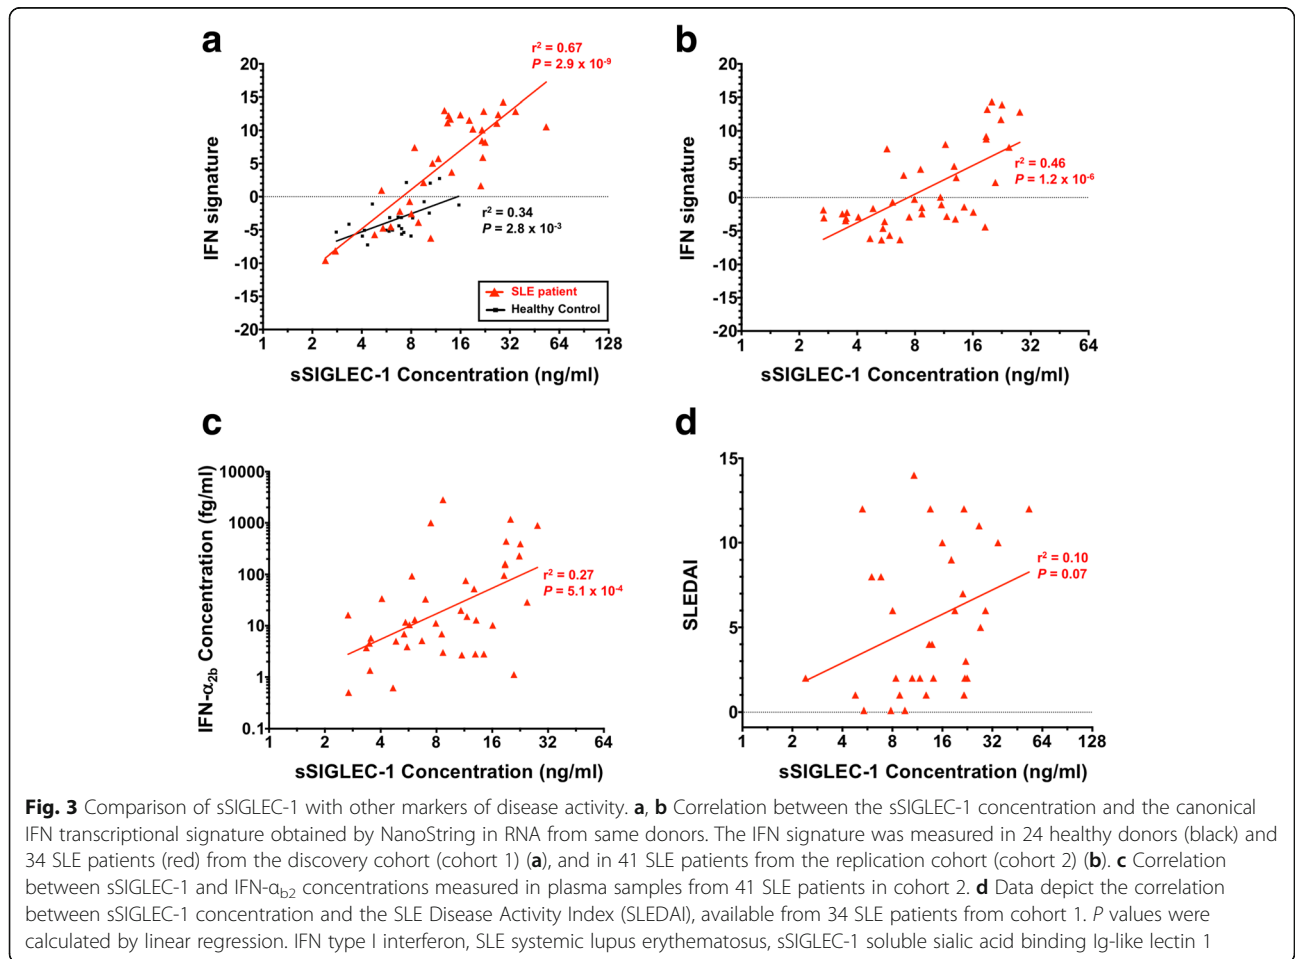 a
r² = 0.67
P = 2.9 x 10⁻⁹
20
15
10
5
0
-5
-10
-15
-20
IFN signature
r² = 0.34
P = 2.8 x 10⁻³
SLE patient
Healthy Control
1 2 4 8 16 32 64 128
sSIGLEC-1 Concentration (ng/ml)
b
20
15
10
5
0
-5
-10
-15
-20
IFN signature
r² = 0.46
P = 1.2 x 10⁻⁶
1 2 4 8 16 32 64
sSIGLEC-1 Concentration (ng/ml)
c
10000
1000
100
10
1
0.1
IFN-α2b Concentration (fg/ml)
r² = 0.27
P = 5.1 x 10⁻⁴
1 2 4 8 16 32 64
sSIGLEC-1 Concentration (ng/ml)
d
15
10
5
0
SLEDAI
r² = 0.10
P = 0.07
1 2 4 8 16 32 64 128
sSIGLEC-1 Concentration (ng/ml)
Fig. 3 Comparison of sSIGLEC-1 with other markers of disease activity. a, b Correlation between the sSIGLEC-1 concentration and the canonical
IFN transcriptional signature obtained by NanoString in RNA from same donors. The IFN signature was measured in 24 healthy donors (black) and
34 SLE patients (red) from the discovery cohort (cohort 1) (a), and in 41 SLE patients from the replication cohort (cohort 2) (b). c Correlation
between sSIGLEC-1 and IFN-αb2 concentrations measured in plasma samples from 41 SLE patients in cohort 2. d Data depict the correlation
between sSIGLEC-1 concentration and the SLE Disease Activity Index (SLEDAI), available from 34 SLE patients from cohort 1. P values were
calculated by linear regression. IFN type I interferon, SLE systemic lupus erythematosus, sSIGLEC-1 soluble sialic acid binding Ig-like lectin 1